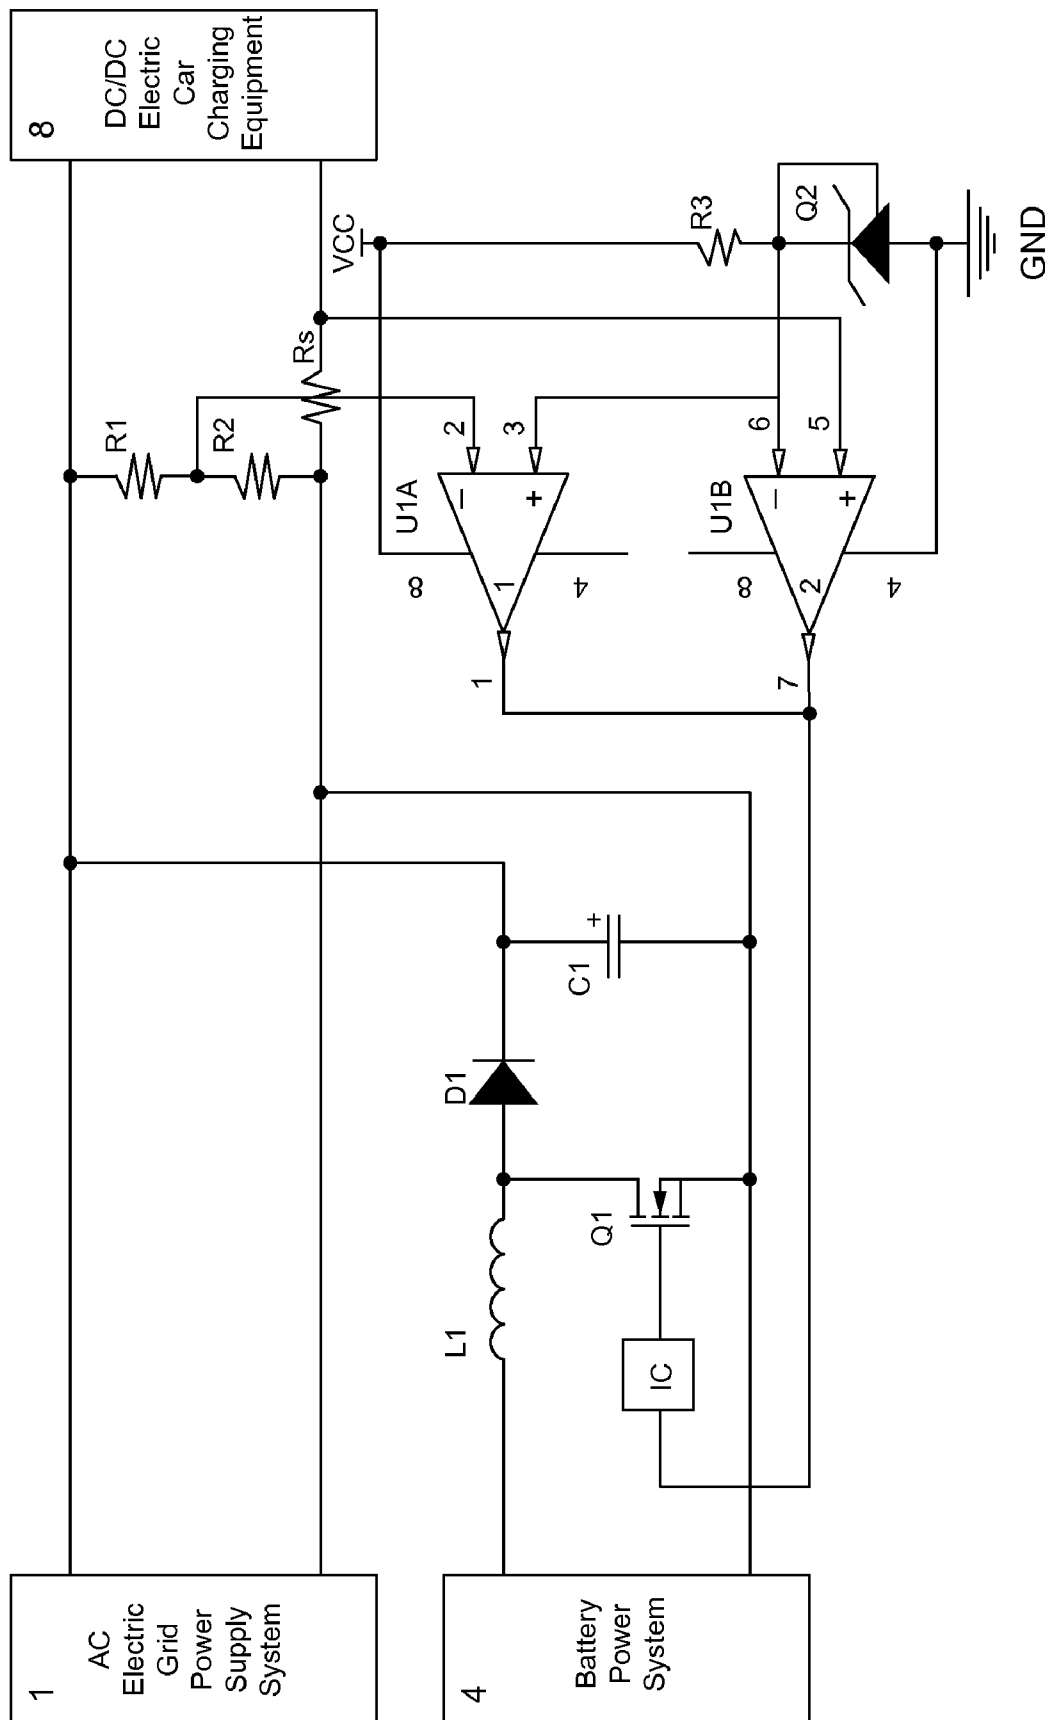 8
DC/DC
Electric
Car
Charging
Equipment
R1
R2
Rs
VCC
R3
Q2
GND
2
3
6
5
U1A
−
+
U1B
−
+
8
1
4
8
2
4
1
7
+
C1
D1
Q1
L1
IC
1
AC
Electric
Grid
Power
Supply
System
4
Battery
Power
System